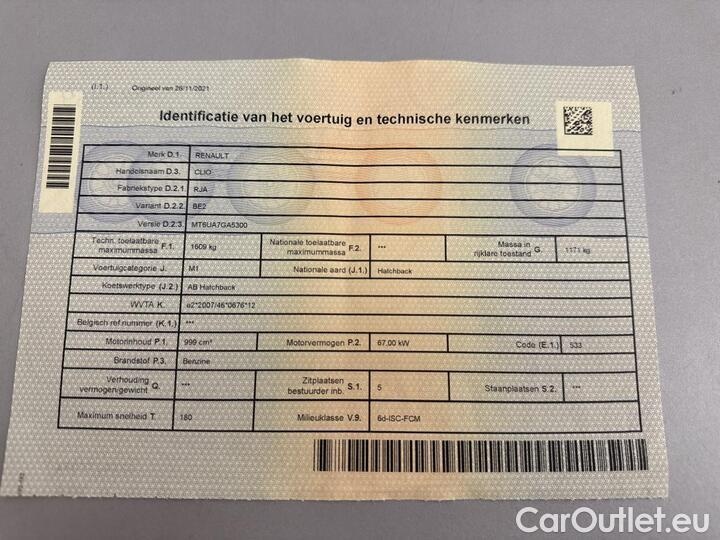 (I.1.) Origineel van 26/11/2021
Identificatie van het voertuig en technische kenmerken
Merk D.1. RENAULT
Handelsnaam D.3. CLIO
Fabriekstype D.2.1. RJA
Variant D.2.2. BE2
Versie D.2.3. MT6UA7GA5300
Techn. toelaatbare maximummassa F.1. 1609 kg Nationale toelaatbare maximummassa F.2. *** Massa in rijklare toestand G. 1171 kg
Voertuigcategorie J. M1 Nationale aard (J.1.) Hatchback
Koetswerktype (J.2.) AB Hatchback
WVTA K. e2*2007/46*0676*12
Belgisch ref.nummer (K.1.) ***
Motorinhoud P.1. 999 cm³ Motorvermogen P.2. 67,00 kW Code (E.1.) 533
Brandstof P.3. Benzine
Verhouding vermogen/gewicht Q. *** Zitplaatsen bestuurder inb. S.1. 5 Staanplaatsen S.2. ***
Maximum snelheid T. 180 Milieuklasse V.9. 6d-ISC-FCM
CarOutlet.eu